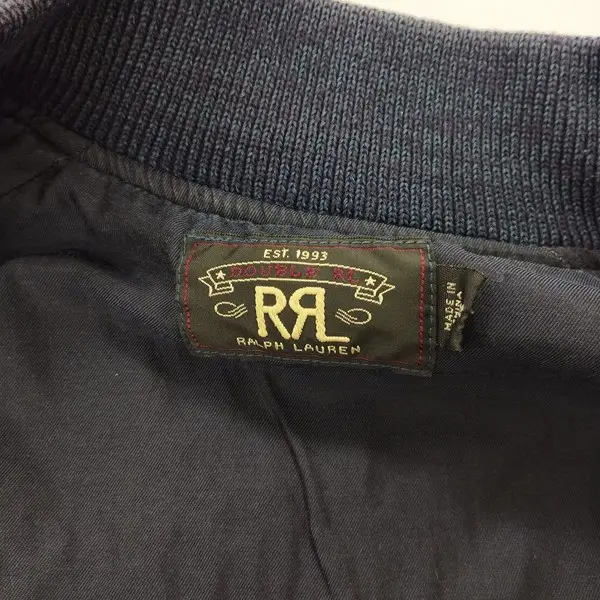 EST. 1993
DOUBLE RL
RRL
RALPH LAUREN
MADE IN